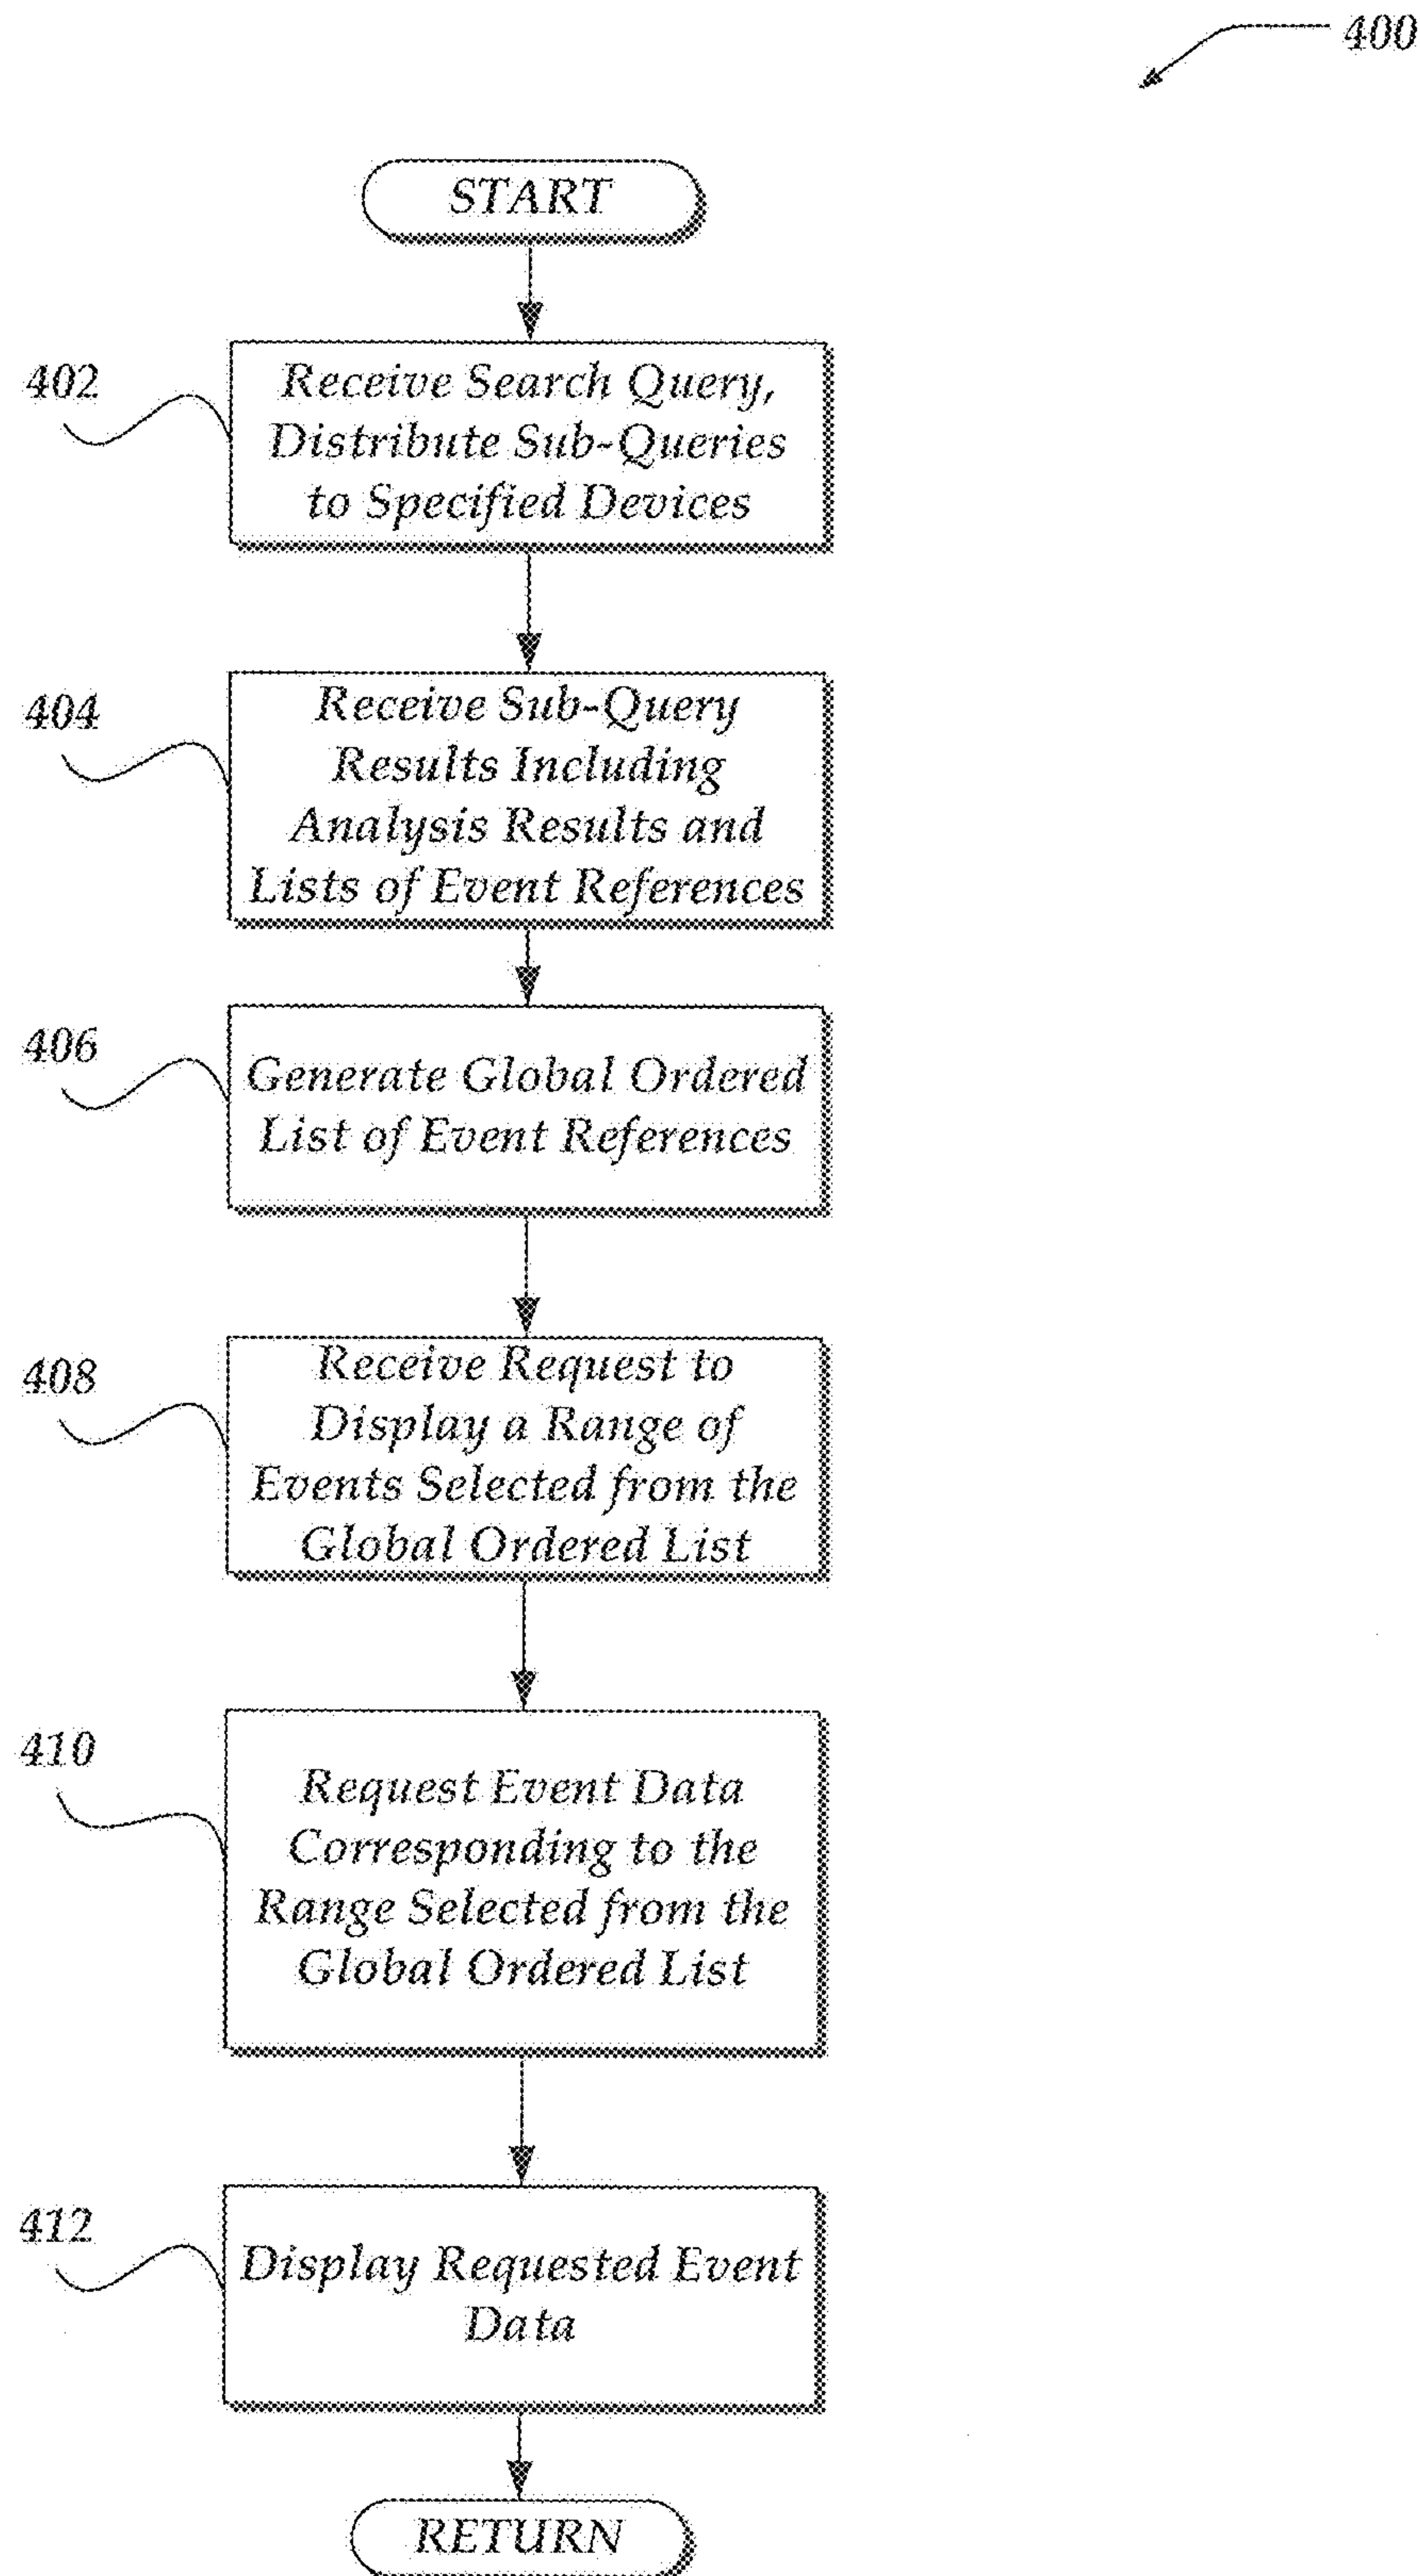 400
START
402
Receive Search Query,
Distribute Sub-Queries
to Specified Devices
404
Receive Sub-Query
Results Including
Analysis Results and
Lists of Event References
406
Generate Global Ordered
List of Event References
408
Receive Request to
Display a Range of
Events Selected from the
Global Ordered List
410
Request Event Data
Corresponding to the
Range Selected from the
Global Ordered List
412
Display Requested Event
Data
RETURN